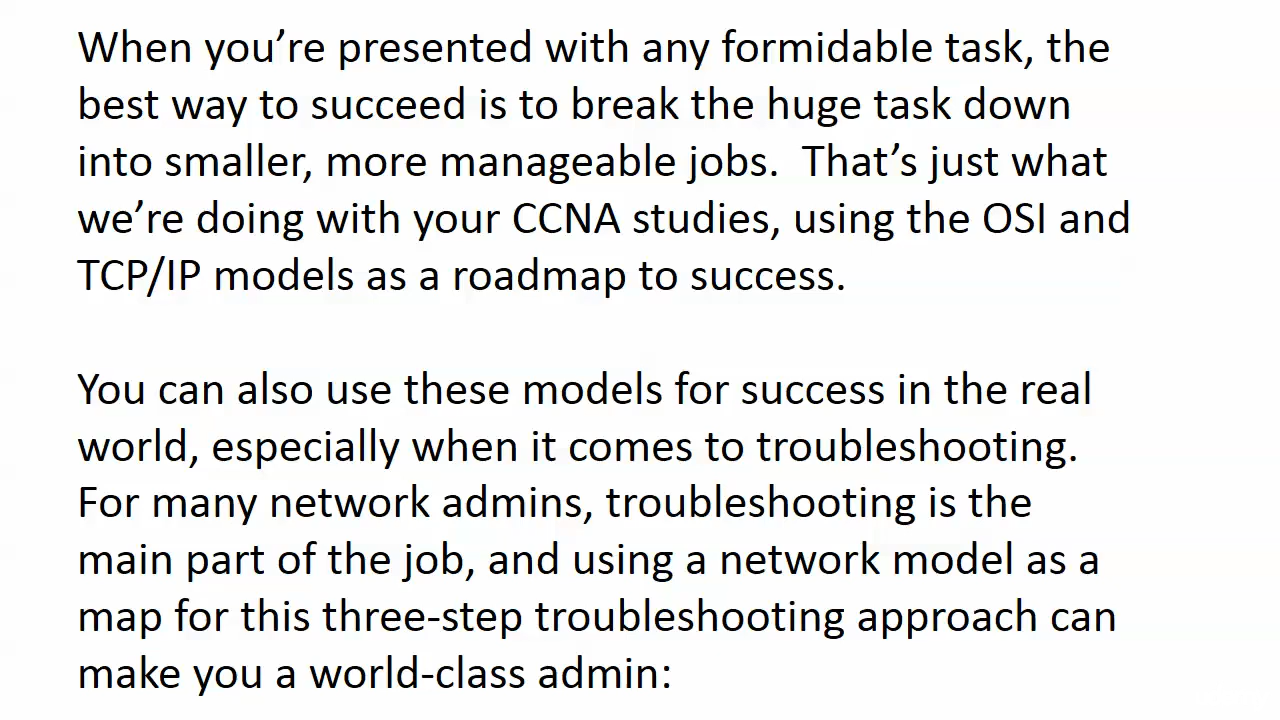 When you’re presented with any formidable task, the
best way to succeed is to break the huge task down
into smaller, more manageable jobs.  That’s just what
we’re doing with your CCNA studies, using the OSI and
TCP/IP models as a roadmap to success.
You can also use these models for success in the real
world, especially when it comes to troubleshooting.
For many network admins, troubleshooting is the
main part of the job, and using a network model as a
map for this three-step troubleshooting approach can
make you a world-class admin: